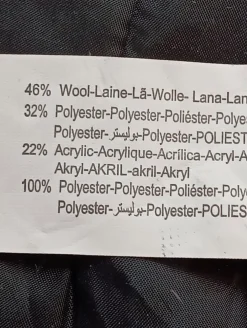 46% Wool-Laine-Lã-Wolle- Lana-Lan
32% Polyester-Polyester-Poliéster-Polyes
Polyester-بوليستر-Polyester-POLIEST
22% Acrylic-Acrylique-Acrílica-Acryl-A
Akryl-AKRIL-akril-Akryl
100% Polyester-Polyester-Poliéster-Polye
Polyester-بوليستر-Polyester-POLIES